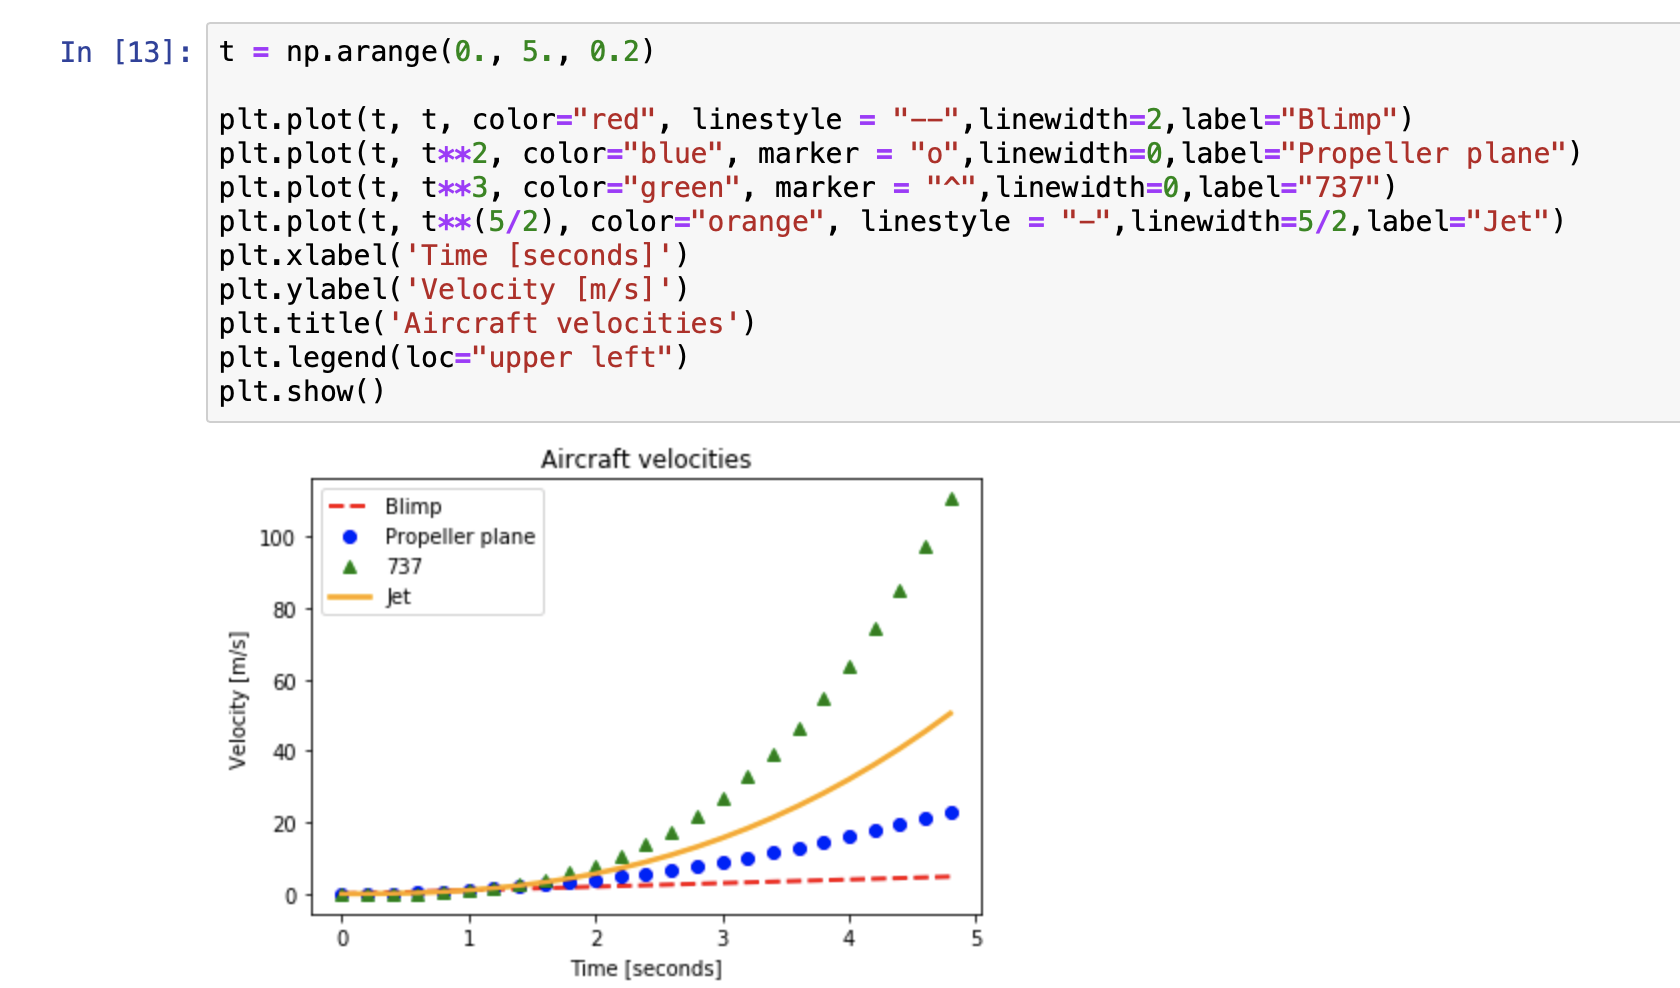 In [13]:
t = np.arange(0., 5., 0.2)
plt.plot(t, t, color="red", linestyle = "--",linewidth=2,label="Blimp")
plt.plot(t, t**2, color="blue", marker = "o",linewidth=0,label="Propeller plane")
plt.plot(t, t**3, color="green", marker = "^",linewidth=0,label="737")
plt.plot(t, t**(5/2), color="orange", linestyle = "-",linewidth=5/2,label="Jet")
plt.xlabel('Time [seconds]')
plt.ylabel('Velocity [m/s]')
plt.title('Aircraft velocities')
plt.legend(loc="upper left")
plt.show()
Aircraft velocities
Blimp
Propeller plane
737
Jet
Velocity [m/s]
100
80
60
40
20
0
0 1 2 3 4 5
Time [seconds]